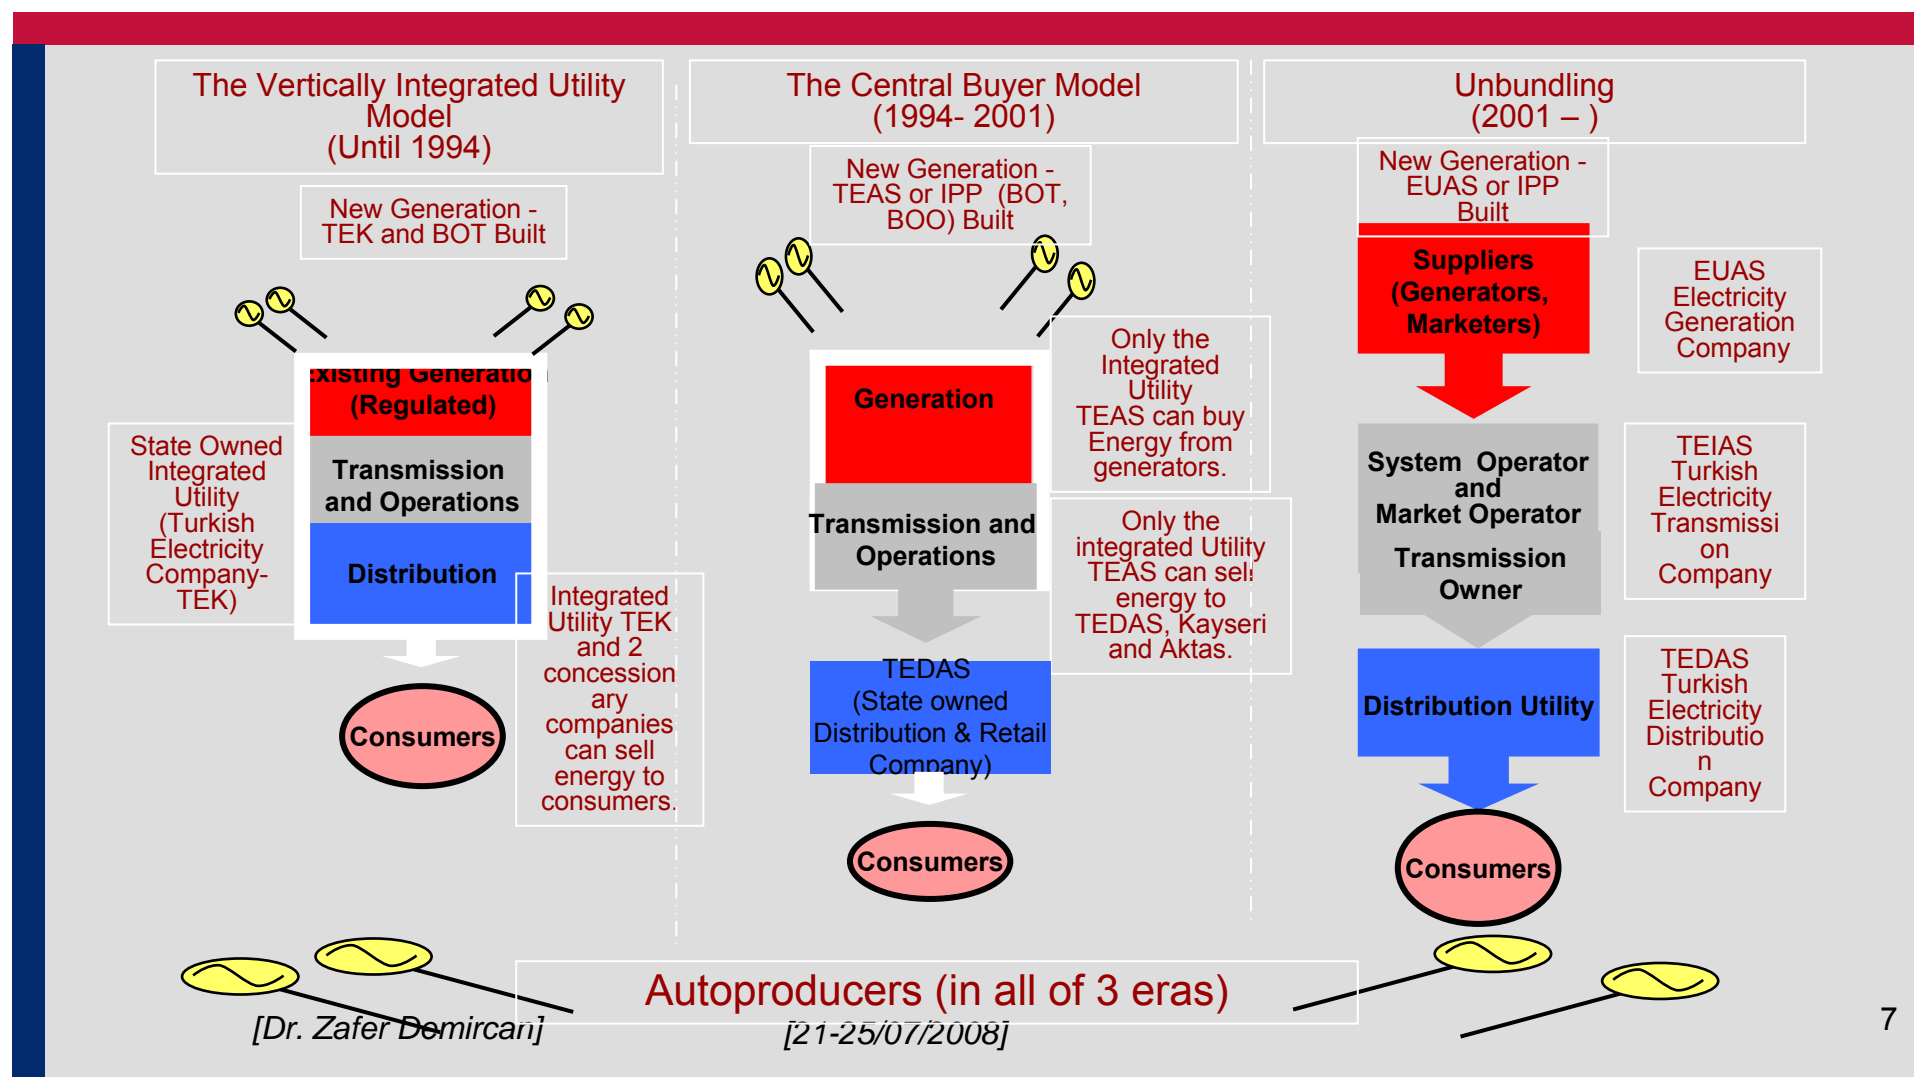 The Vertically Integrated Utility
Model
(Until 1994)
New Generation -
TEK and BOT Built
Existing Generation
(Regulated)
Transmission
and Operations
Distribution
State Owned
Integrated
Utility
(Turkish
Electricity
Company-
TEK)
Integrated
Utility TEK
and 2
concession
ary
companies
can sell
energy to
consumers.
Consumers
The Central Buyer Model
(1994- 2001)
New Generation -
TEAS or IPP (BOT,
BOO) Built
Generation
Transmission and
Operations
Only the
Integrated
Utility
TEAS can buy
Energy from
generators.
Only the
integrated Utility
TEAS can sell
energy to
TEDAS, Kayseri
and Aktas.
TEDAS
(State owned
Distribution & Retail
Company)
Consumers
Unbundling
(2001 – )
New Generation -
EUAS or IPP
Built
Suppliers
(Generators,
Marketers)
EUAS
Electricity
Generation
Company
System Operator
and
Market Operator
Transmission
Owner
TEIAS
Turkish
Electricity
Transmissi
on
Company
Distribution Utility
TEDAS
Turkish
Electricity
Distributio
n
Company
Consumers
Autoproducers (in all of 3 eras)
[Dr. Zafer Demircan]
[21-25/07/2008]
7